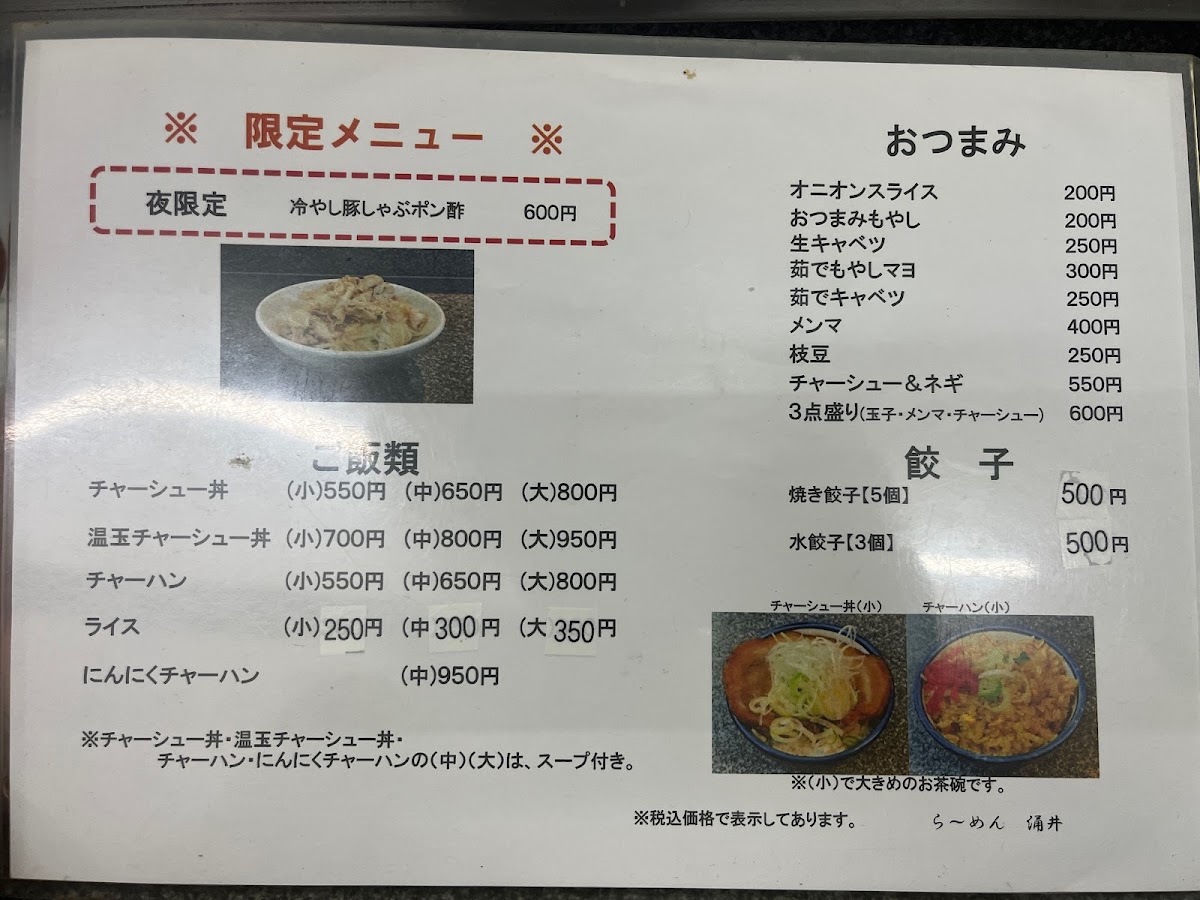 ※ 限定メニュー ※
夜限定 冷やし豚しゃぶポン酢 600円
ご飯類
チャーシュー丼 (小)550円 (中)650円 (大)800円
温玉チャーシュー丼 (小)700円 (中)800円 (大)950円
チャーハン (小)550円 (中)650円 (大)800円
ライス (小)250円 (中300円 (大350円
にんにくチャーハン (中)950円
※チャーシュー丼・温玉チャーシュー丼・
チャーハン・にんにくチャーハンの(中)(大)は、スープ付き。
おつまみ
オニオンスライス 200円
おつまみもやし 200円
生キャベツ 250円
茹でもやしマヨ 300円
茹でキャベツ 250円
メンマ 400円
枝豆 250円
チャーシュー&ネギ 550円
3点盛り(玉子・メンマ・チャーシュー) 600円
餃 子
焼き餃子【5個】 500円
水餃子【3個】 500円
チャーシュー丼(小) チャーハン(小)
※(小)で大きめのお茶碗です。
※税込価格で表示してあります。 ら～めん 涌井